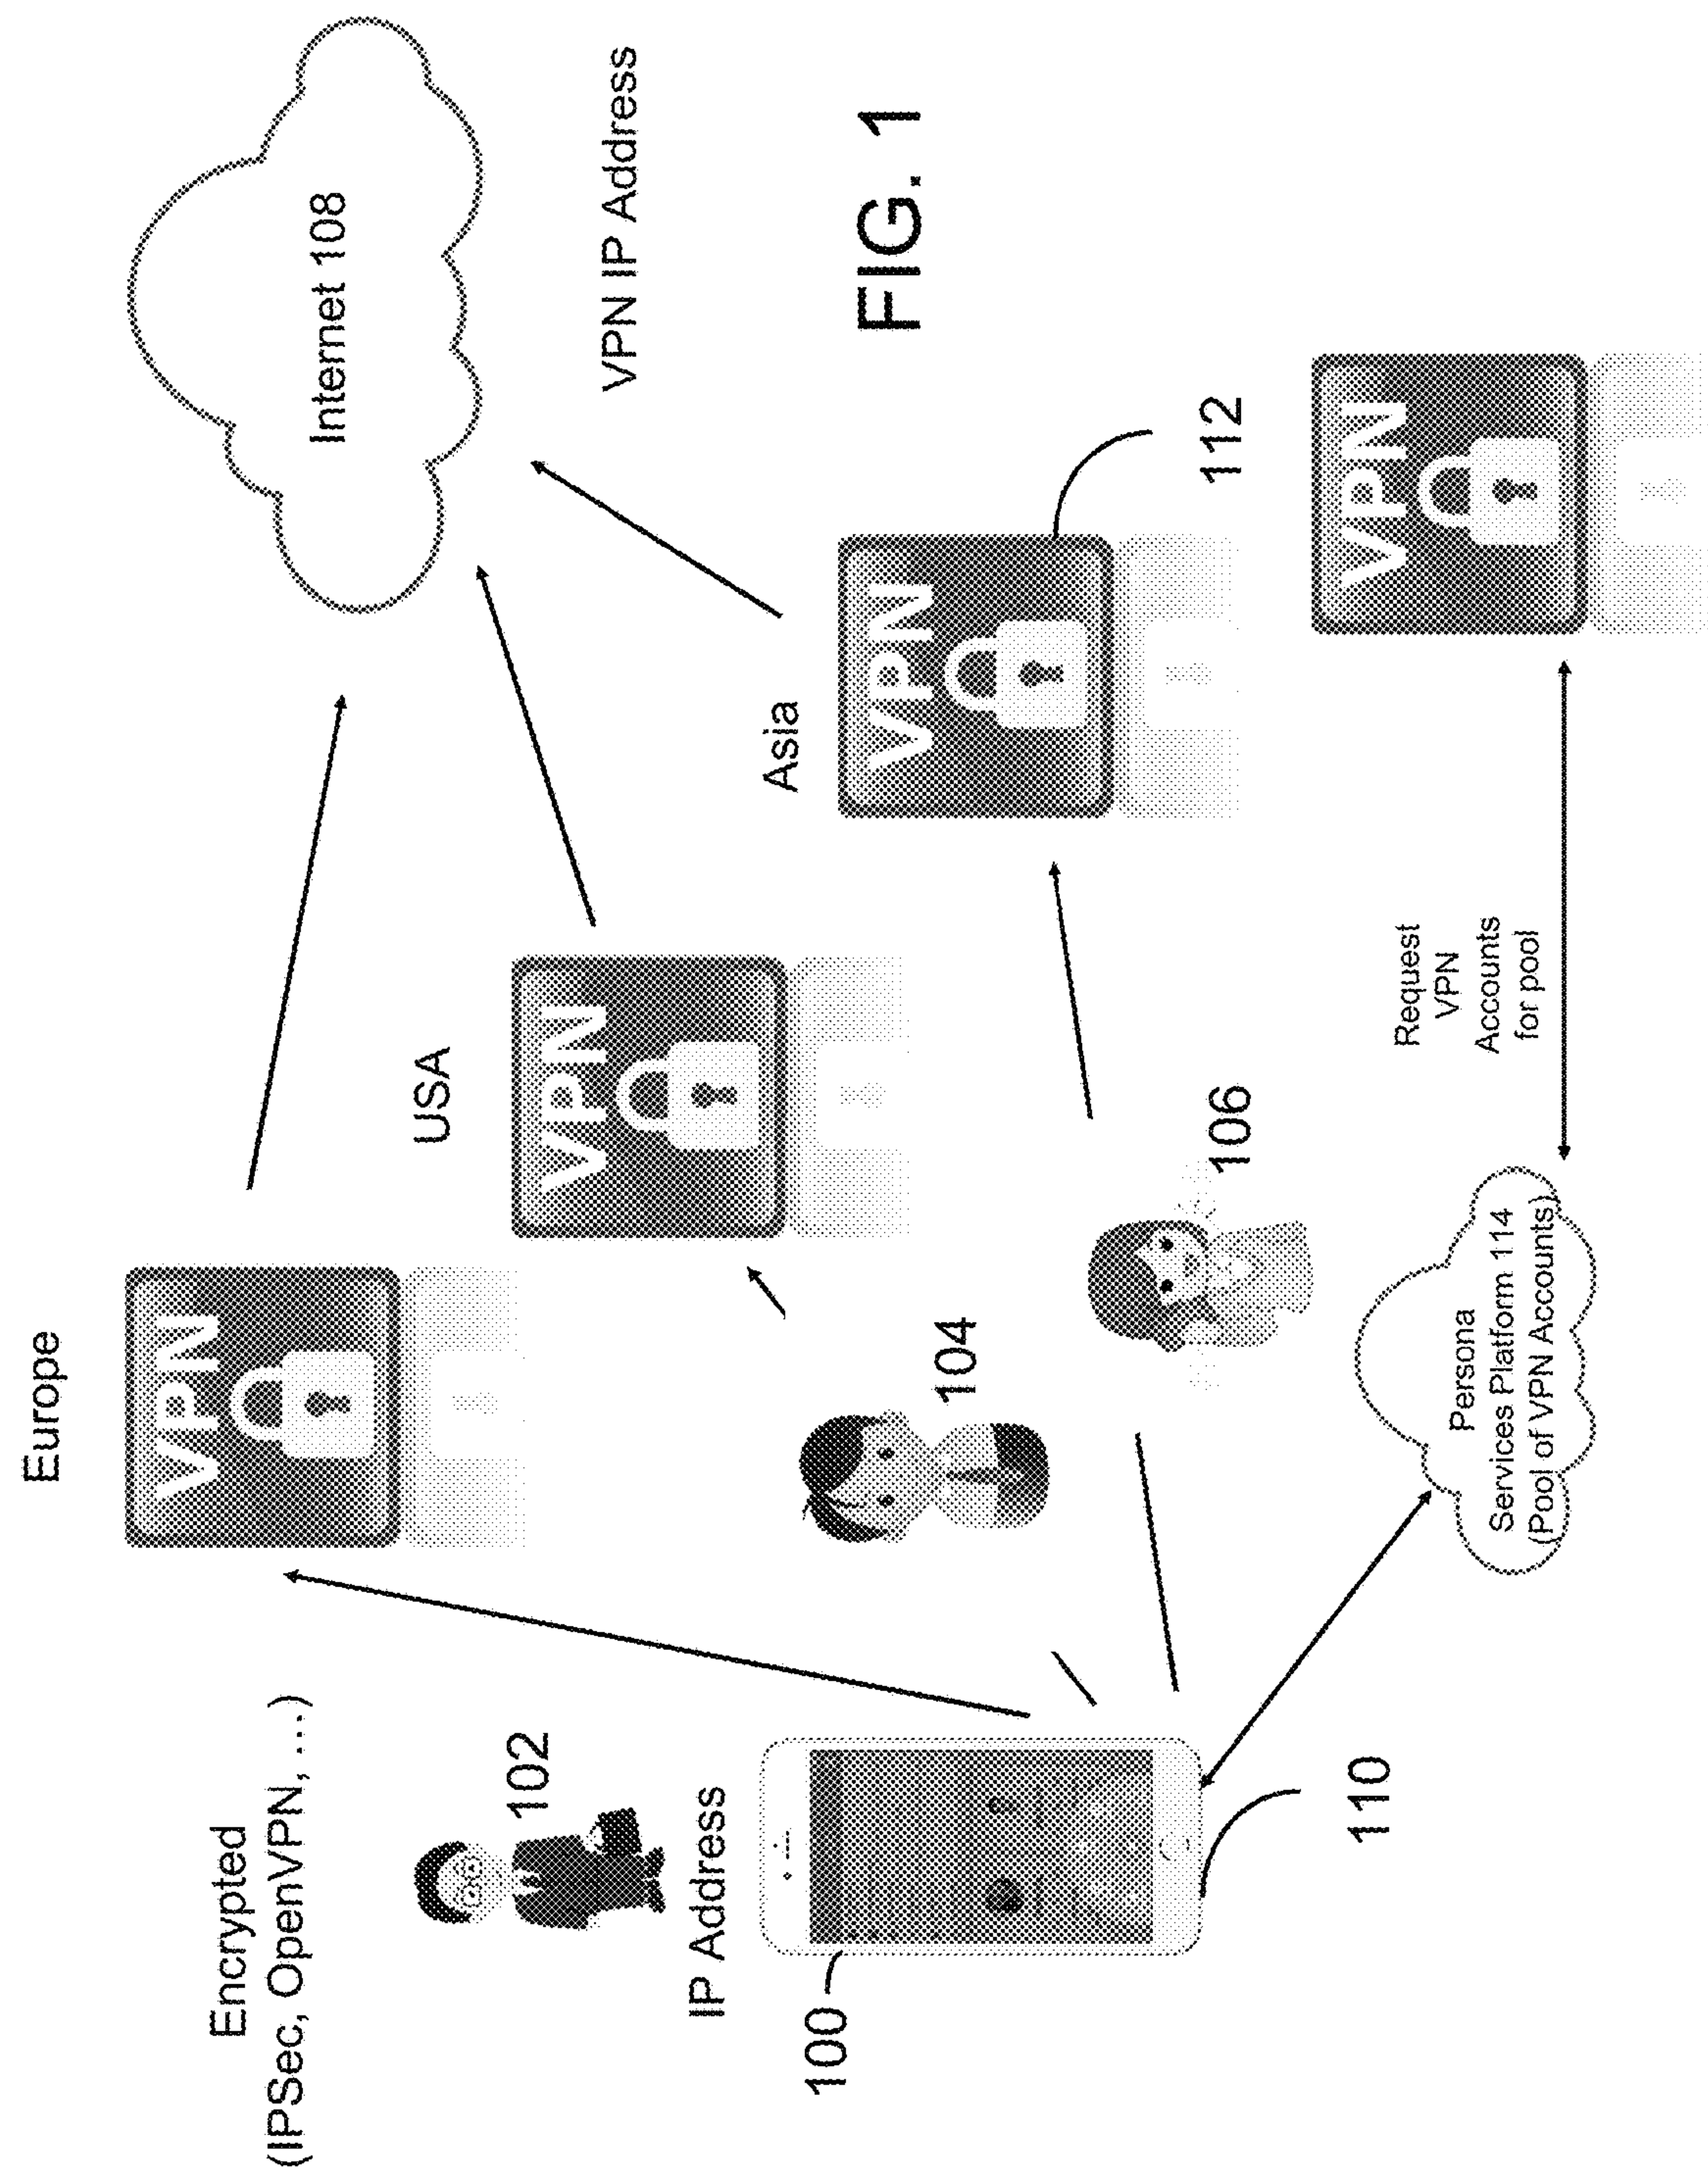 Encrypted
(IPSec, OpenVPN, ...)
Europe
VPN
Internet 108
102
USA
VPN
VPN IP Address
IP Address
100
104
Asia
VPN
112
FIG. 1
106
110
Persona
Services Platform 114
(Pool of VPN Accounts)
Request
VPN
Accounts
for pool
VPN